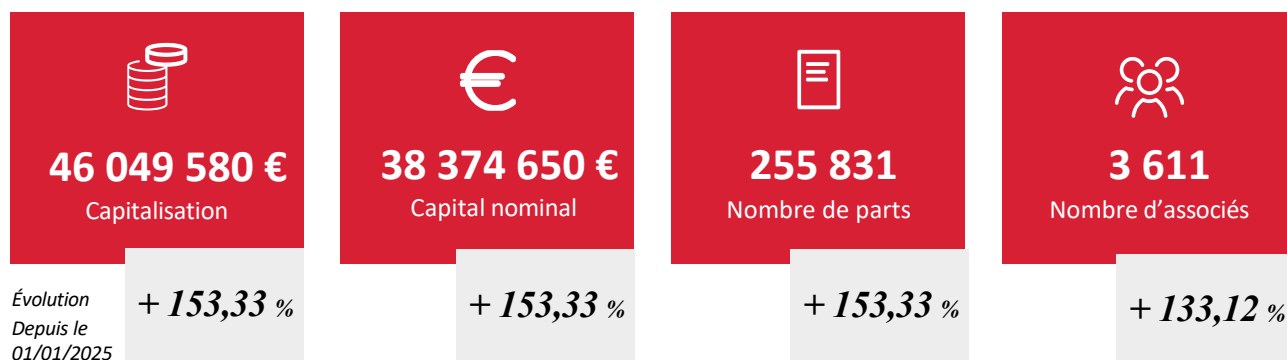 46 049 580 €
Capitalisation
38 374 650 €
Capital nominal
255 831
Nombre de parts
3 611
Nombre d’associés
Évolution
Depuis le
01/01/2025
+ 153,33 %
+ 153,33 %
+ 153,33 %
+ 133,12 %